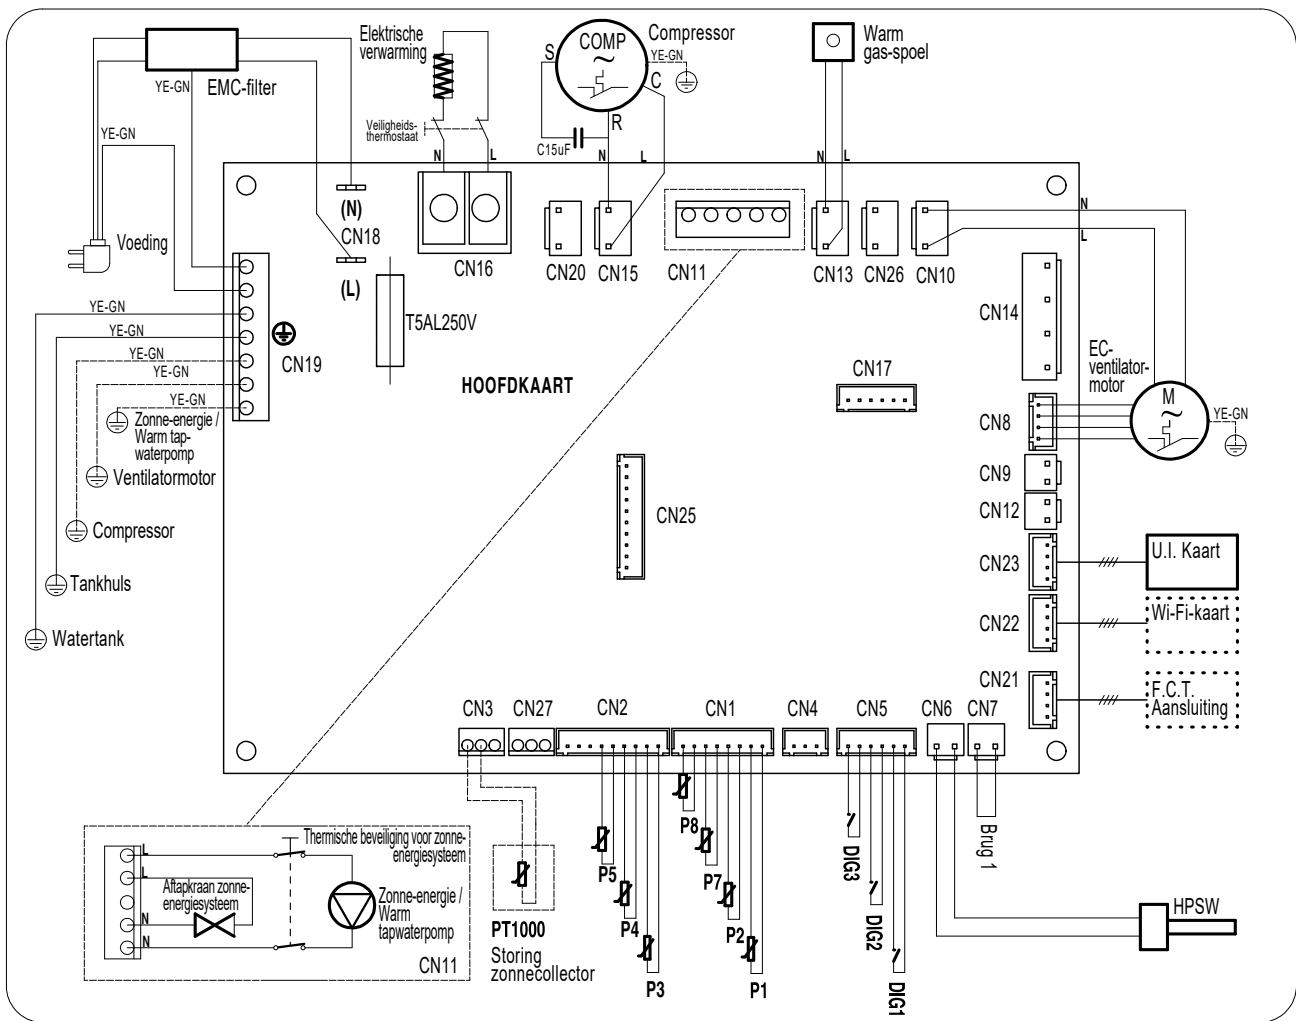 EMC-filter
YE-GN
YE-GN
Voeding
(N)
CN18
(L)
Elektrische
verwarming
Veiligheids-
thermostaat
N
L
CN16
S
COMP
~
Compressor
YE-GN
C
R
C15uF
N
L
CN20
CN15
CN11
Warm
gas-spoel
N
L
CN13
CN26
CN10
N
L
T5AL250V
HOOFDKAART
CN19
YE-GN
YE-GN
YE-GN
YE-GN
YE-GN
Zonne-energie /
Warm tap-
waterpomp
Ventilatormotor
Compressor
Tankhuls
Watertank
CN14
CN17
EC-
ventilator-
motor
M
~
YE-GN
CN8
CN9
CN12
CN25
CN23
U.I. Kaart
CN22
Wi-Fi-kaart
CN21
F.C.T.
Aansluiting
CN3
CN27
CN2
CN1
CN4
CN5
CN6
CN7
P5
P4
P3
P8
P7
P2
P1
DIG3
DIG2
DIG1
Brug 1
HPSW
PT1000
Storing
zonnecollector
Thermische beveiliging voor zonne-
energiesysteem
L
L
Aftapkraan zonne-
energiesysteem
N
N
Zonne-energie /
Warm
tapwaterpomp
CN11